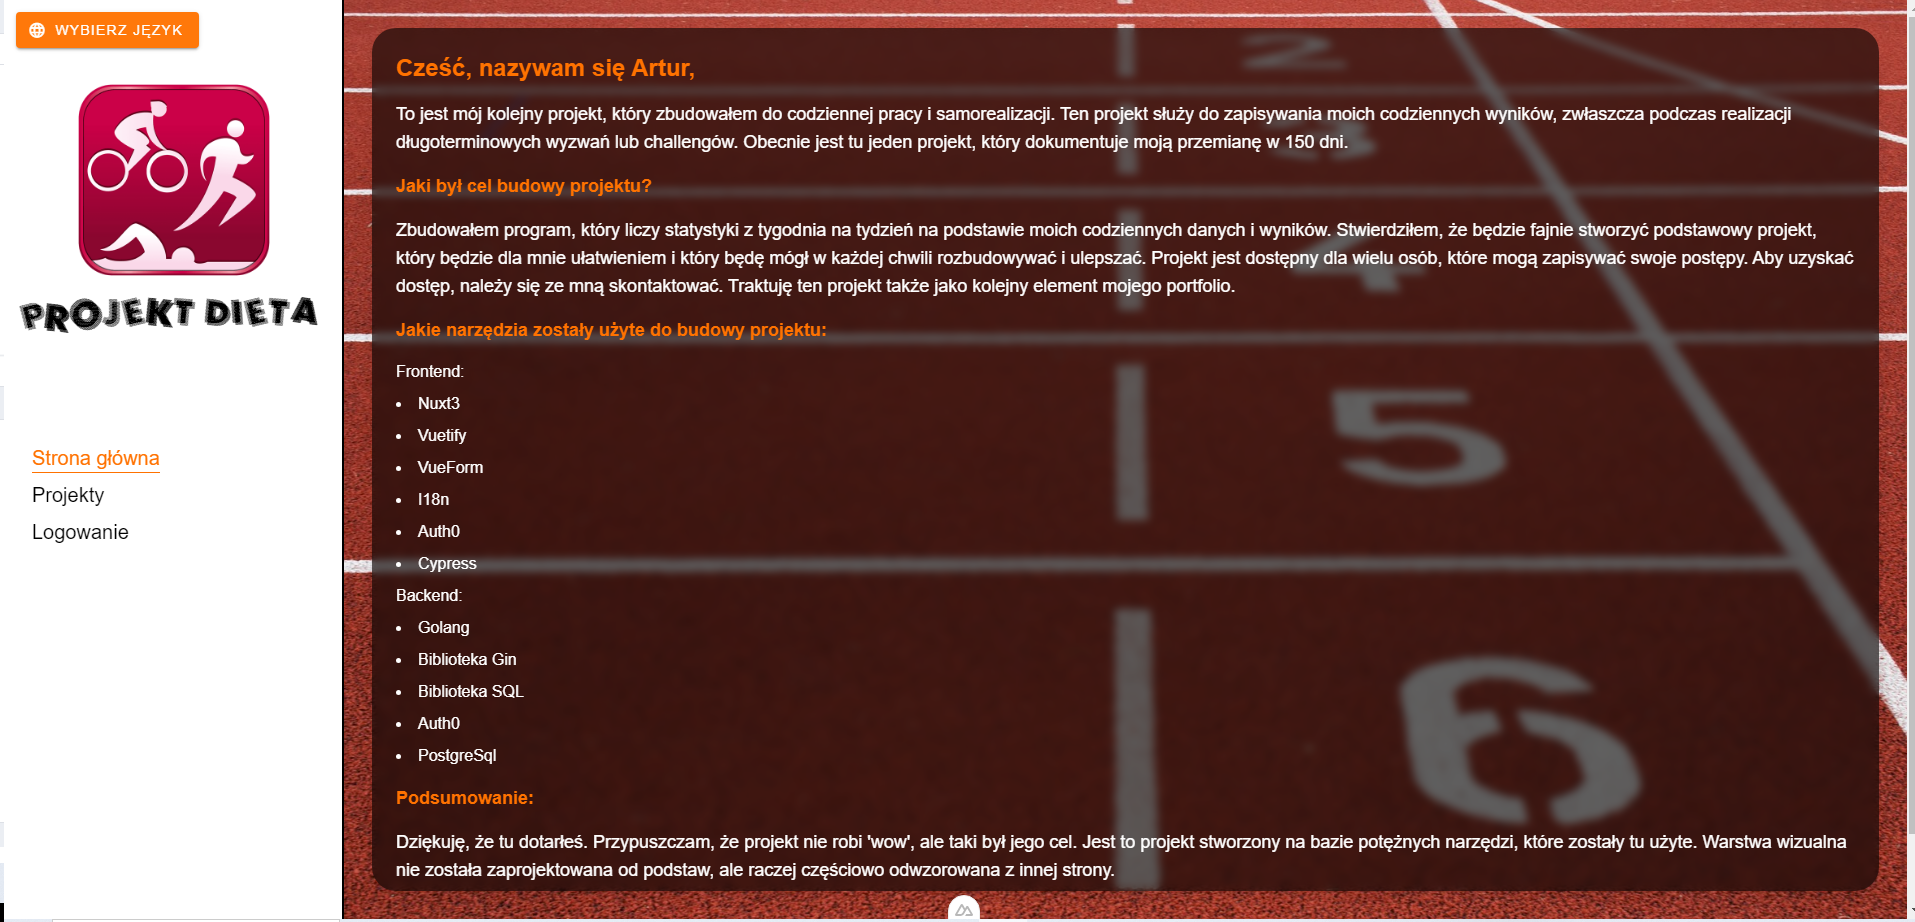 WYBIERZ JĘZYK
PROJEKT DIETA
Strona główna
Projekty
Logowanie
Cześć, nazywam się Artur,
To jest mój kolejny projekt, który zbudowałem do codziennej pracy i samorealizacji. Ten projekt służy do zapisywania moich codziennych wyników, zwłaszcza podczas realizacji
długoterminowych wyzwań lub challengów. Obecnie jest tu jeden projekt, który dokumentuje moją przemianę w 150 dni.
Jaki był cel budowy projektu?
Zbudowałem program, który liczy statystyki z tygodnia na tydzień na podstawie moich codziennych danych i wyników. Stwierdziłem, że będzie fajnie stworzyć podstawowy projekt,
który będzie dla mnie ułatwieniem i który będę mógł w każdej chwili rozbudowywać i ulepszać. Projekt jest dostępny dla wielu osób, które mogą zapisywać swoje postępy. Aby uzyskać
dostęp, należy się ze mną skontaktować. Traktuję ten projekt także jako kolejny element mojego portfolio.
Jakie narzędzia zostały użyte do budowy projektu:
Frontend:
• Nuxt3
• Vuetify
• VueForm
• I18n
• Auth0
• Cypress
Backend:
• Golang
• Biblioteka Gin
• Biblioteka SQL
• Auth0
• PostgreSql
Podsumowanie:
Dziękuję, że tu dotarłeś. Przypuszczam, że projekt nie robi 'wow', ale taki był jego cel. Jest to projekt stworzony na bazie potężnych narzędzi, które zostały tu użyte. Warstwa wizualna
nie została zaprojektowana od podstaw, ale raczej częściowo odwzorowana z innej strony.
2
3
4
5
6